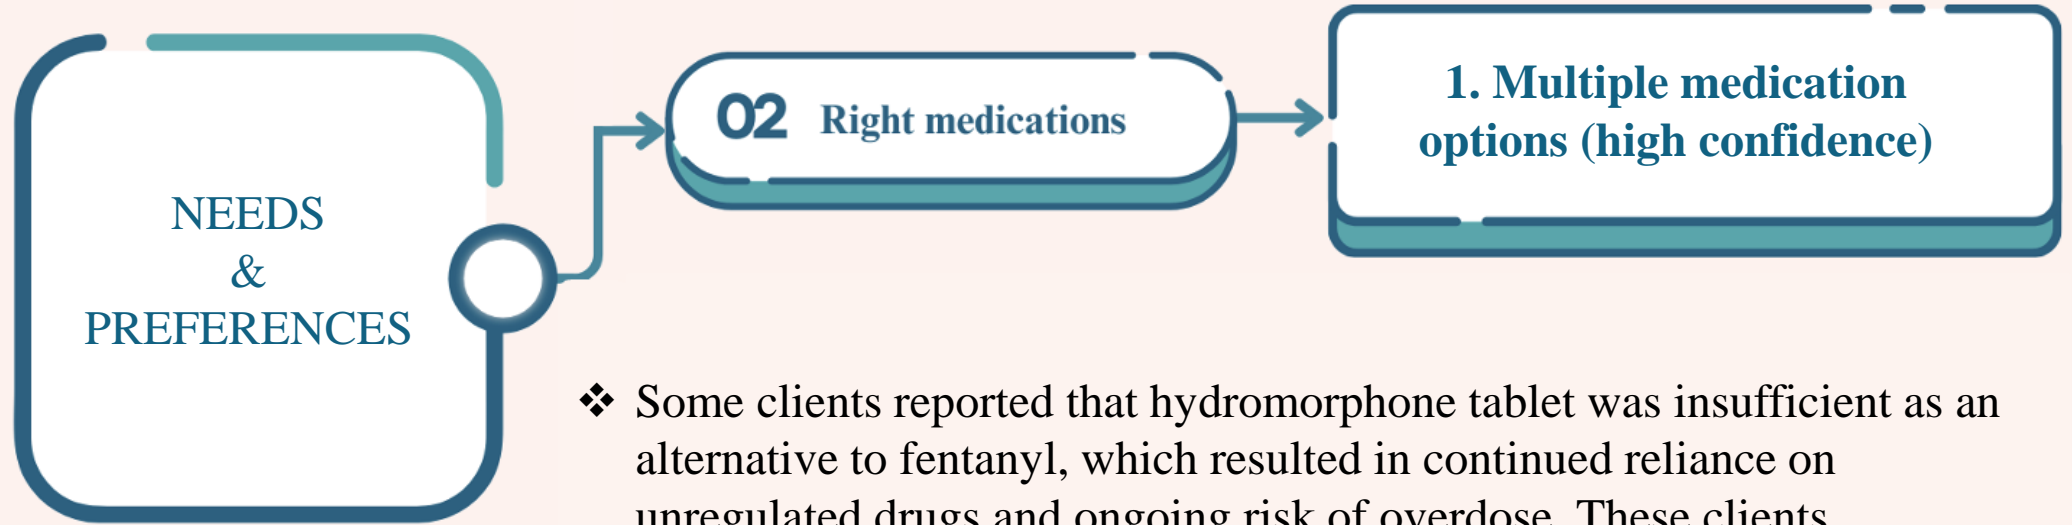 NEEDS
&
PREFERENCES
02 Right medications
1. Multiple medication
options (high confidence)
❖ Some clients reported that hydromorphone tablet was insufficient as an
alternative to fentanyl, which resulted in continued reliance on
unregulated drugs and ongoing risk of overdose. These clients